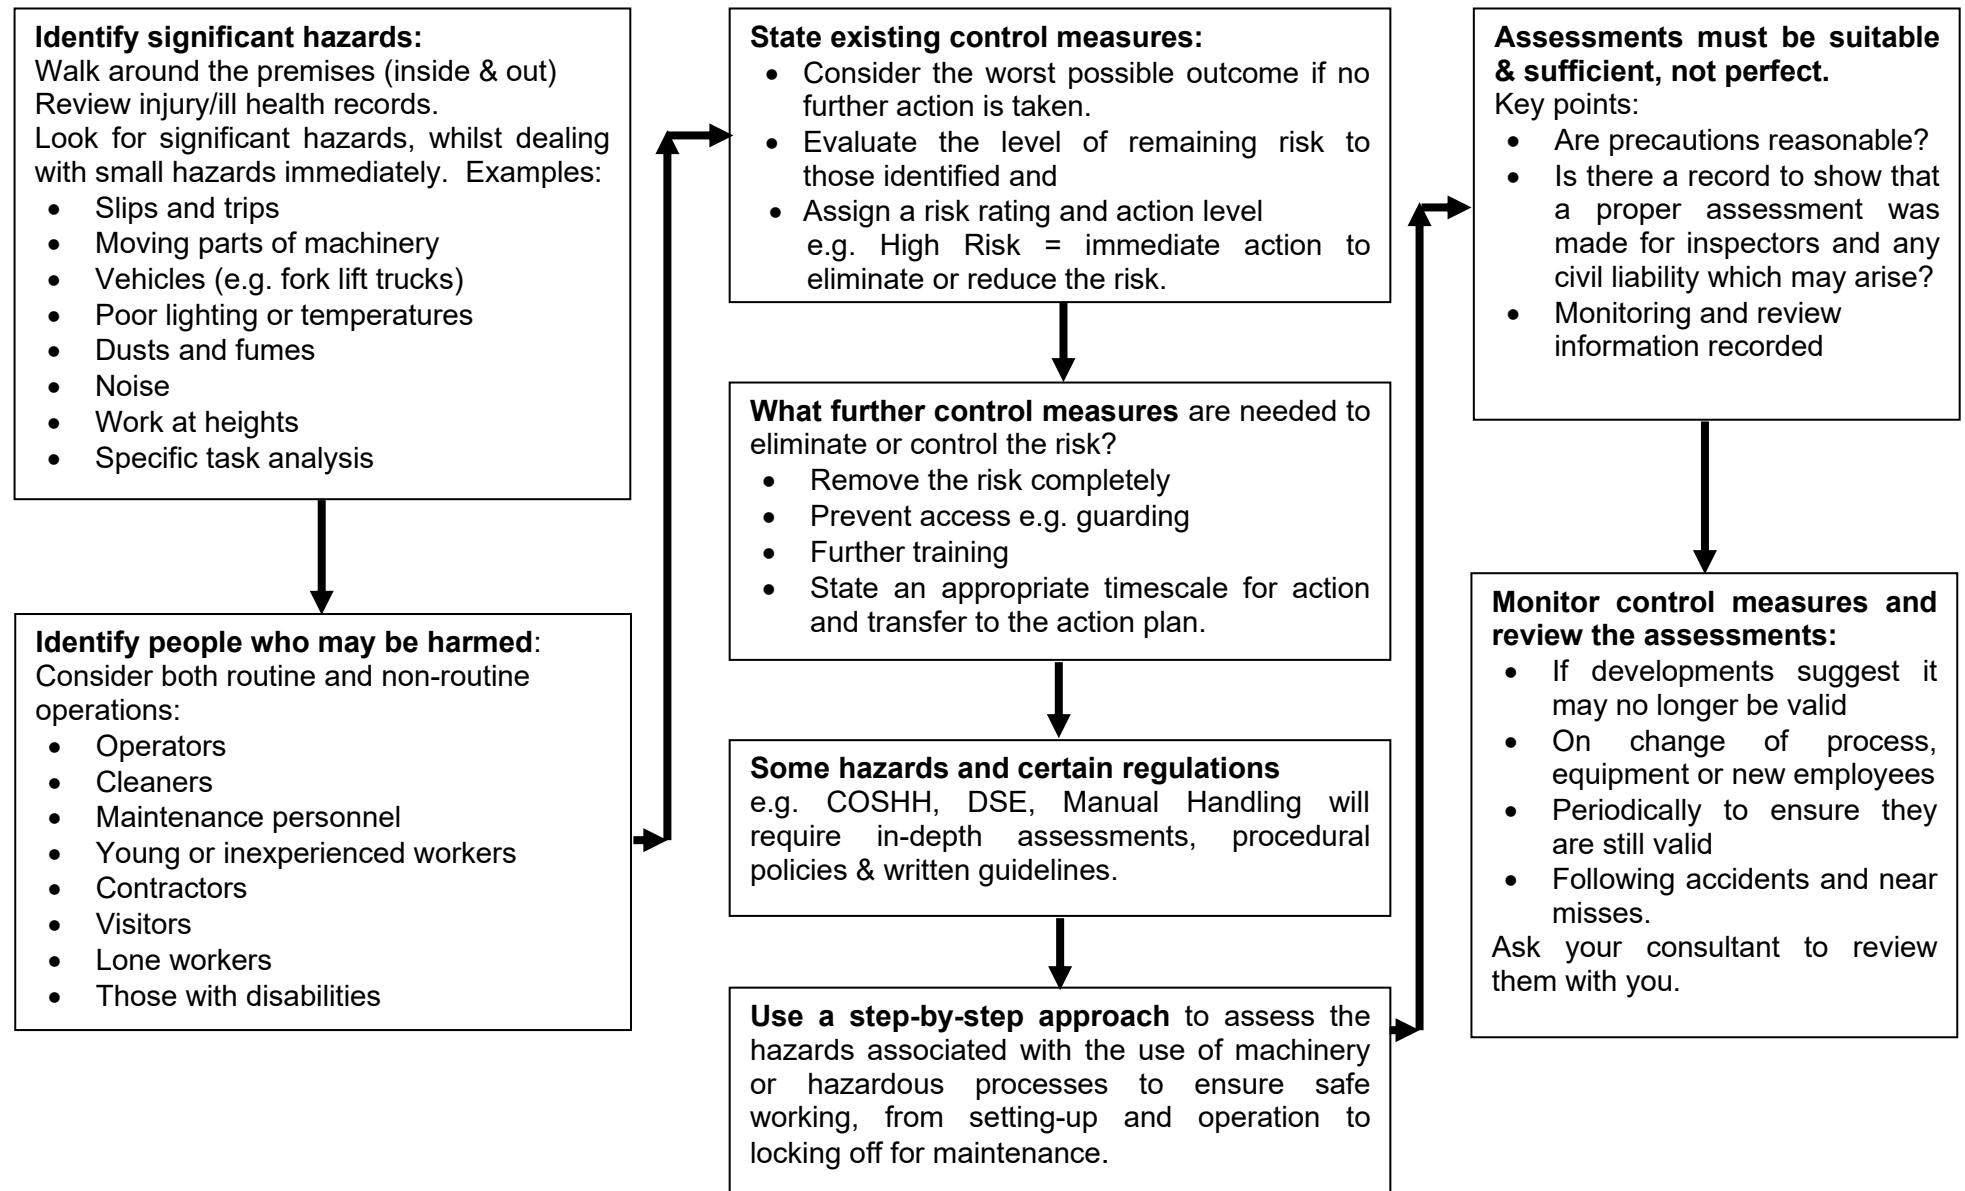 Identify significant hazards:
Walk around the premises (inside & out)
Review injury/ill health records.
Look for significant hazards, whilst dealing
with small hazards immediately.  Examples:
• Slips and trips
• Moving parts of machinery
• Vehicles (e.g. fork lift trucks)
• Poor lighting or temperatures
• Dusts and fumes
• Noise
• Work at heights
• Specific task analysis
Identify people who may be harmed:
Consider both routine and non-routine
operations:
• Operators
• Cleaners
• Maintenance personnel
• Young or inexperienced workers
• Contractors
• Visitors
• Lone workers
• Those with disabilities
State existing control measures:
• Consider the worst possible outcome if no
further action is taken.
• Evaluate the level of remaining risk to
those identified and
• Assign a risk rating and action level
e.g. High Risk = immediate action to
eliminate or reduce the risk.
What further control measures are needed to
eliminate or control the risk?
• Remove the risk completely
• Prevent access e.g. guarding
• Further training
• State an appropriate timescale for action
and transfer to the action plan.
Some hazards and certain regulations
e.g. COSHH, DSE, Manual Handling will
require in-depth assessments, procedural
policies & written guidelines.
Use a step-by-step approach to assess the
hazards associated with the use of machinery
or hazardous processes to ensure safe
working, from setting-up and operation to
locking off for maintenance.
Assessments must be suitable
& sufficient, not perfect.
Key points:
• Are precautions reasonable?
• Is there a record to show that
a proper assessment was
made for inspectors and any
civil liability which may arise?
• Monitoring and review
information recorded
Monitor control measures and
review the assessments:
• If developments suggest it
may no longer be valid
• On change of process,
equipment or new employees
• Periodically to ensure they
are still valid
• Following accidents and near
misses.
Ask your consultant to review
them with you.